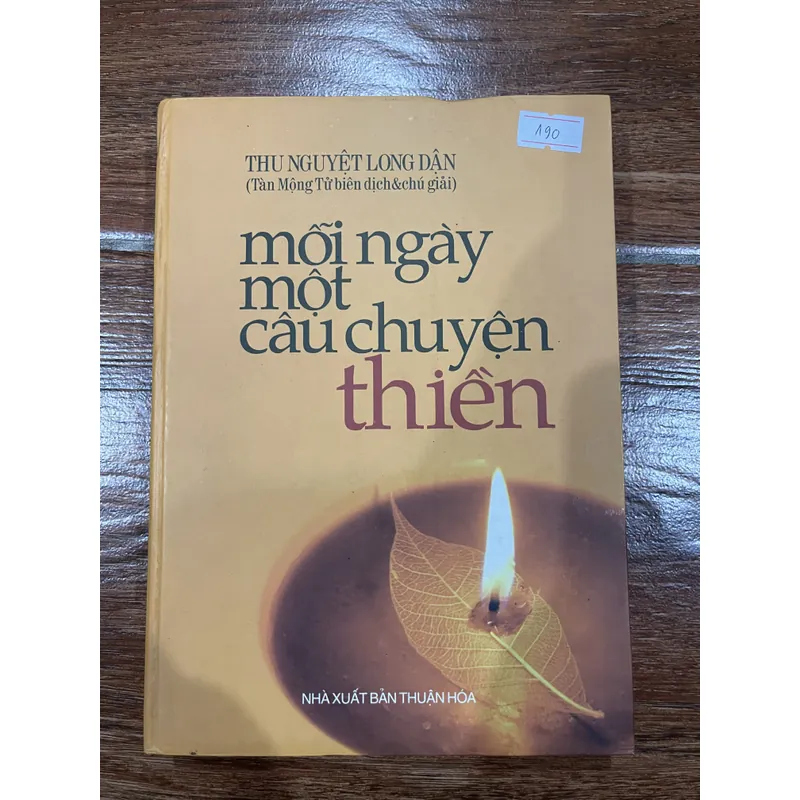 190
THU NGUYỆT LONG DẬN
(Tàn Mộng Tử biên dịch&chú giải)
mỗi ngày
một
câu chuyện
thiền
NHÀ XUẤT BẢN THUẬN HÓA